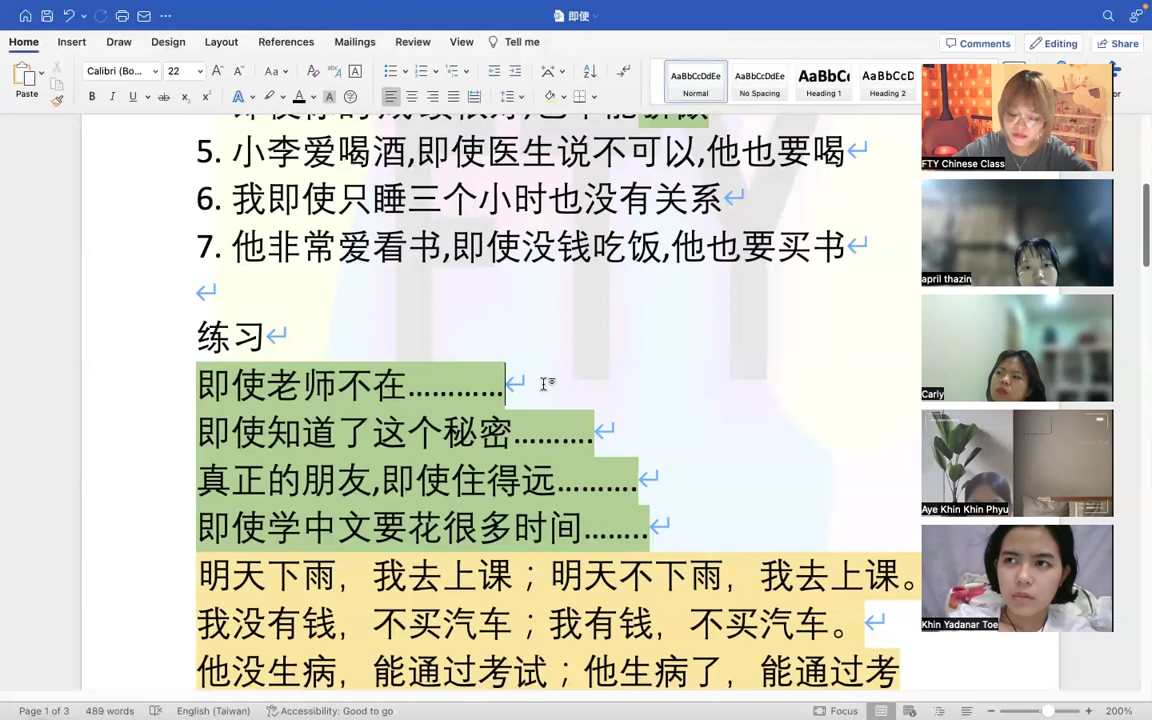 即使
Home Insert Draw Design Layout References Mailings Review View Tell me Comments Editing Share
Paste Calibri (Bo... 22 Aa AaBbCcDdEe Normal AaBbCcDdEe No Spacing AaBbC Heading 1 AaBbCcD Heading 2
5. 小李爱喝酒,即使医生说不可以,他也要喝
6. 我即使只睡三个小时也没有关系
7. 他非常爱看书,即使没钱吃饭,他也要买书
练习
即使老师不在…………
即使知道了这个秘密……….
真正的朋友,即使住得远……….
即使学中文要花很多时间……..
明天下雨，我去上课；明天不下雨，我去上课。
我没有钱，不买汽车；我有钱，不买汽车。
他没生病，能通过考试；他生病了，能通过考
FTY Chinese Class
april thazin
Carly
Aye Khin Khin Phyu
Khin Yadanar Toe
Page 1 of 3 489 words English (Taiwan) Accessibility: Good to go Focus 200%